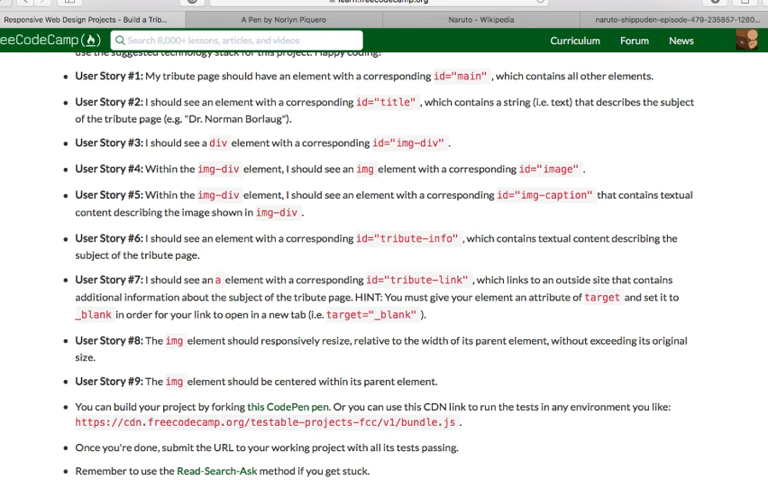 learn.freecodecamp.org
Responsive Web Design Projects - Build a Trib...
A Pen by Norlyn Piquero
Naruto - Wikipedia
naruto-shippuden-episode-479-235857-1280...
eeCodeCamp
Search 8,000+ lessons, articles, and videos
Curriculum
Forum
News
use the suggested technology stack for this project. Happy coding!
User Story #1: My tribute page should have an element with a corresponding id="main" , which contains all other elements.
User Story #2: I should see an element with a corresponding id="title" , which contains a string (i.e. text) that describes the subject
of the tribute page (e.g. "Dr. Norman Borlaug").
User Story #3: I should see a div element with a corresponding id="img-div" .
User Story #4: Within the img-div element, I should see an img element with a corresponding id="image" .
User Story #5: Within the img-div element, I should see an element with a corresponding id="img-caption" that contains textual
content describing the image shown in img-div .
User Story #6: I should see an element with a corresponding id="tribute-info" , which contains textual content describing the
subject of the tribute page.
User Story #7: I should see an a element with a corresponding id="tribute-link" , which links to an outside site that contains
additional information about the subject of the tribute page. HINT: You must give your element an attribute of target and set it to
_blank in order for your link to open in a new tab (i.e. target="_blank" ).
User Story #8: The img element should responsively resize, relative to the width of its parent element, without exceeding its original
size.
User Story #9: The img element should be centered within its parent element.
You can build your project by forking this CodePen pen. Or you can use this CDN link to run the tests in any environment you like:
https://cdn.freecodecamp.org/testable-projects-fcc/v1/bundle.js .
Once you're done, submit the URL to your working project with all its tests passing.
Remember to use the Read-Search-Ask method if you get stuck.